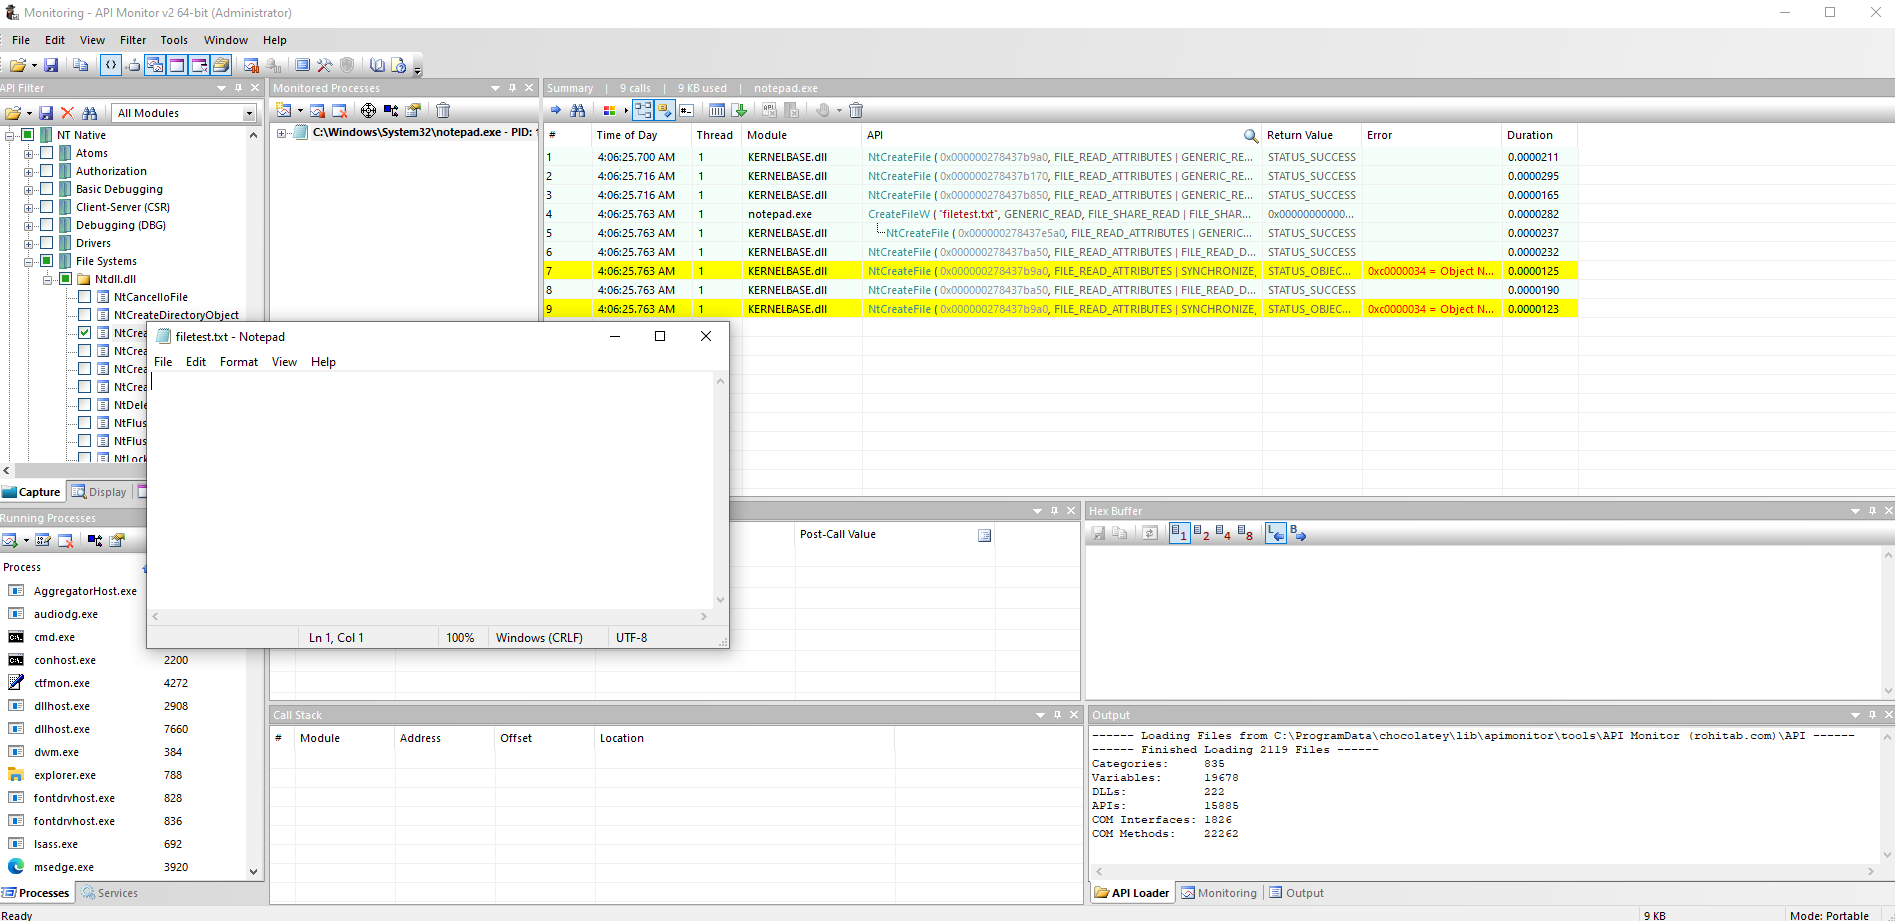 Monitoring - API Monitor v2 64-bit (Administrator)
File Edit View Filter Tools Window Help
API Filter
All Modules
NT Native
Atoms
Authorization
Basic Debugging
Client-Server (CSR)
Debugging (DBG)
Drivers
File Systems
Ntdll.dll
NtCancelIoFile
NtCreateDirectoryObject
NtCrea
NtCrea
NtCrea
NtCrea
NtDele
NtFlus
NtFlus
NtLock
Capture Display
Monitored Processes
C:\Windows\System32\notepad.exe - PID:
Summary | 9 calls | 9 KB used | notepad.exe
# Time of Day Thread Module API Return Value Error Duration
1 4:06:25.700 AM 1 KERNELBASE.dll NtCreateFile ( 0x000000278437b9a0, FILE_READ_ATTRIBUTES | GENERIC_RE... STATUS_SUCCESS 0.0000211
2 4:06:25.716 AM 1 KERNELBASE.dll NtCreateFile ( 0x000000278437b170, FILE_READ_ATTRIBUTES | GENERIC_RE... STATUS_SUCCESS 0.0000295
3 4:06:25.716 AM 1 KERNELBASE.dll NtCreateFile ( 0x000000278437b850, FILE_READ_ATTRIBUTES | GENERIC_RE... STATUS_SUCCESS 0.0000165
4 4:06:25.763 AM 1 notepad.exe CreateFileW ( "filetest.txt", GENERIC_READ, FILE_SHARE_READ | FILE_SHAR... 0x00000000000... 0.0000282
5 4:06:25.763 AM 1 KERNELBASE.dll NtCreateFile ( 0x000000278437e5a0, FILE_READ_ATTRIBUTES | GENERIC... STATUS_SUCCESS 0.0000237
6 4:06:25.763 AM 1 KERNELBASE.dll NtCreateFile ( 0x000000278437ba50, FILE_READ_ATTRIBUTES | FILE_READ_D... STATUS_SUCCESS 0.0000232
7 4:06:25.763 AM 1 KERNELBASE.dll NtCreateFile ( 0x000000278437b9a0, FILE_READ_ATTRIBUTES | SYNCHRONIZE, STATUS_OBJEC... 0xc0000034 = Object N... 0.0000125
8 4:06:25.763 AM 1 KERNELBASE.dll NtCreateFile ( 0x000000278437ba50, FILE_READ_ATTRIBUTES | FILE_READ_D... STATUS_SUCCESS 0.0000190
9 4:06:25.763 AM 1 KERNELBASE.dll NtCreateFile ( 0x000000278437b9a0, FILE_READ_ATTRIBUTES | SYNCHRONIZE, STATUS_OBJEC... 0xc0000034 = Object N... 0.0000123
filetest.txt - Notepad
File Edit Format View Help
Ln 1, Col 1 100% Windows (CRLF) UTF-8
Running Processes
Process
AggregatorHost.exe
audiodg.exe
cmd.exe
conhost.exe 2200
ctfmon.exe 4272
dllhost.exe 2908
dllhost.exe 7660
dwm.exe 384
explorer.exe 788
fontdrvhost.exe 828
fontdrvhost.exe 836
lsass.exe 692
msedge.exe 3920
Processes Services
Post-Call Value
Hex Buffer
1 2 4 8 L B
Call Stack
# Module Address Offset Location
Output
------ Loading Files from C:\ProgramData\chocolatey\lib\apimonitor\tools\API Monitor (rohitab.com)\API ------
------ Finished Loading 2119 Files ------
Categories: 835
Variables: 19678
DLLs: 222
APIs: 15885
COM Interfaces: 1826
COM Methods: 22262
API Loader Monitoring Output
Ready 9 KB Mode: Portable